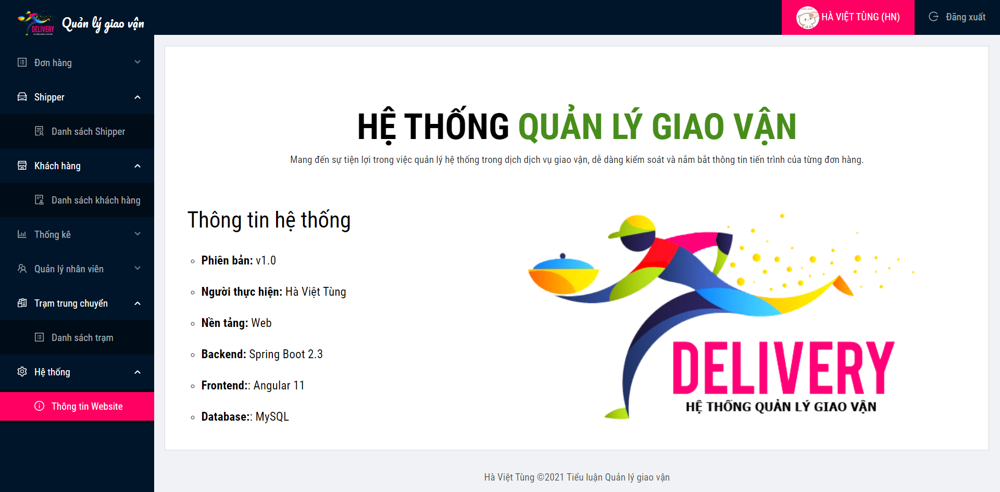 DELIVERY
HỆ THỐNG QUẢN LÝ GIAO VẬN
Quản lý giao vận
HÀ VIỆT TÙNG (HN)
Đăng xuất
Đơn hàng
Shipper
Danh sách Shipper
Khách hàng
Danh sách khách hàng
Thống kê
Quản lý nhân viên
Trạm trung chuyển
Danh sách trạm
Hệ thống
Thông tin Website
HỆ THỐNG QUẢN LÝ GIAO VẬN
Mang đến sự tiện lợi trong việc quản lý hệ thống trong dịch dịch vụ giao vận, dễ dàng kiểm soát và nắm bắt thông tin tiến trình của từng đơn hàng.
Thông tin hệ thống
Phiên bản: v1.0
Người thực hiện: Hà Việt Tùng
Nền tảng: Web
Backend: Spring Boot 2.3
Frontend:: Angular 11
Database:: MySQL
DELIVERY
HỆ THỐNG QUẢN LÝ GIAO VẬN
Hà Việt Tùng ©2021 Tiểu luận Quản lý giao vận